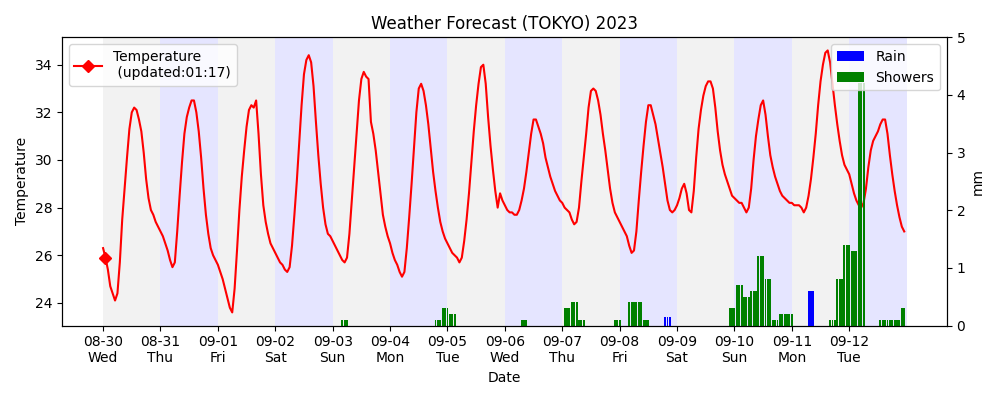 Weather Forecast (TOKYO) 2023
Temperature
(updated:01:17)
Rain
Showers
Temperature
34
32
30
28
26
24
5
4
3
2
1
0
mm
08-30 08-31 09-01 09-02 09-03 09-04 09-05 09-06 09-07 09-08 09-09 09-10 09-11 09-12
Wed Thu Fri Sat Sun Mon Tue Wed Thu Fri Sat Sun Mon Tue
Date